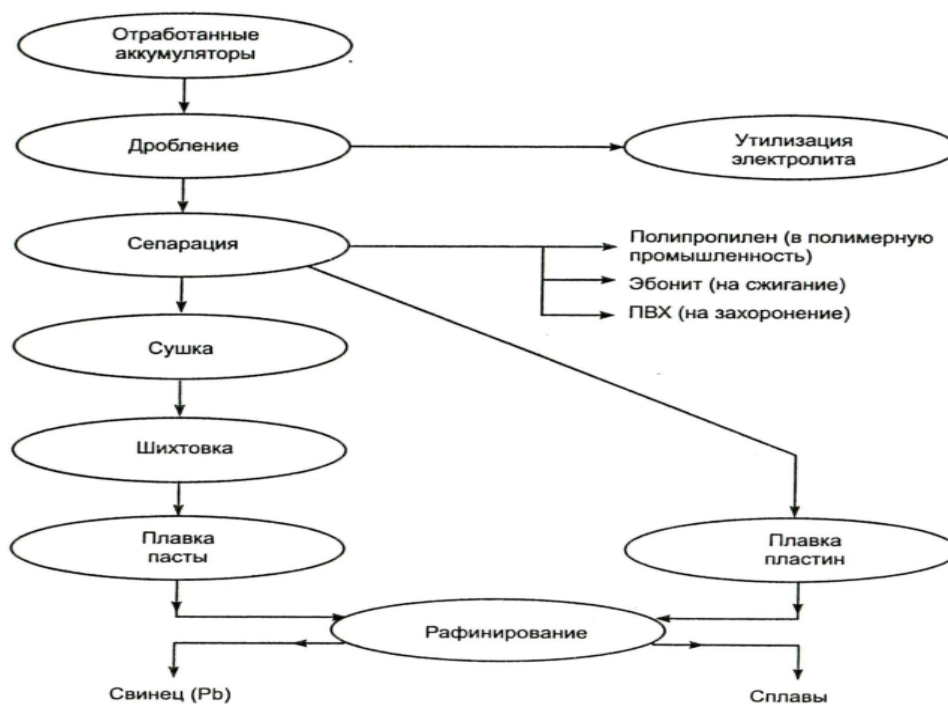 Отработанные
аккумуляторы
Дробление
Утилизация
электролита
Сепарация
Полипропилен (в полимерную
промышленность)
Эбонит (на сжигание)
ПВХ (на захоронение)
Сушка
Шихтовка
Плавка
пасты
Плавка
пластин
Рафинирование
Свинец (Pb)
Сплавы